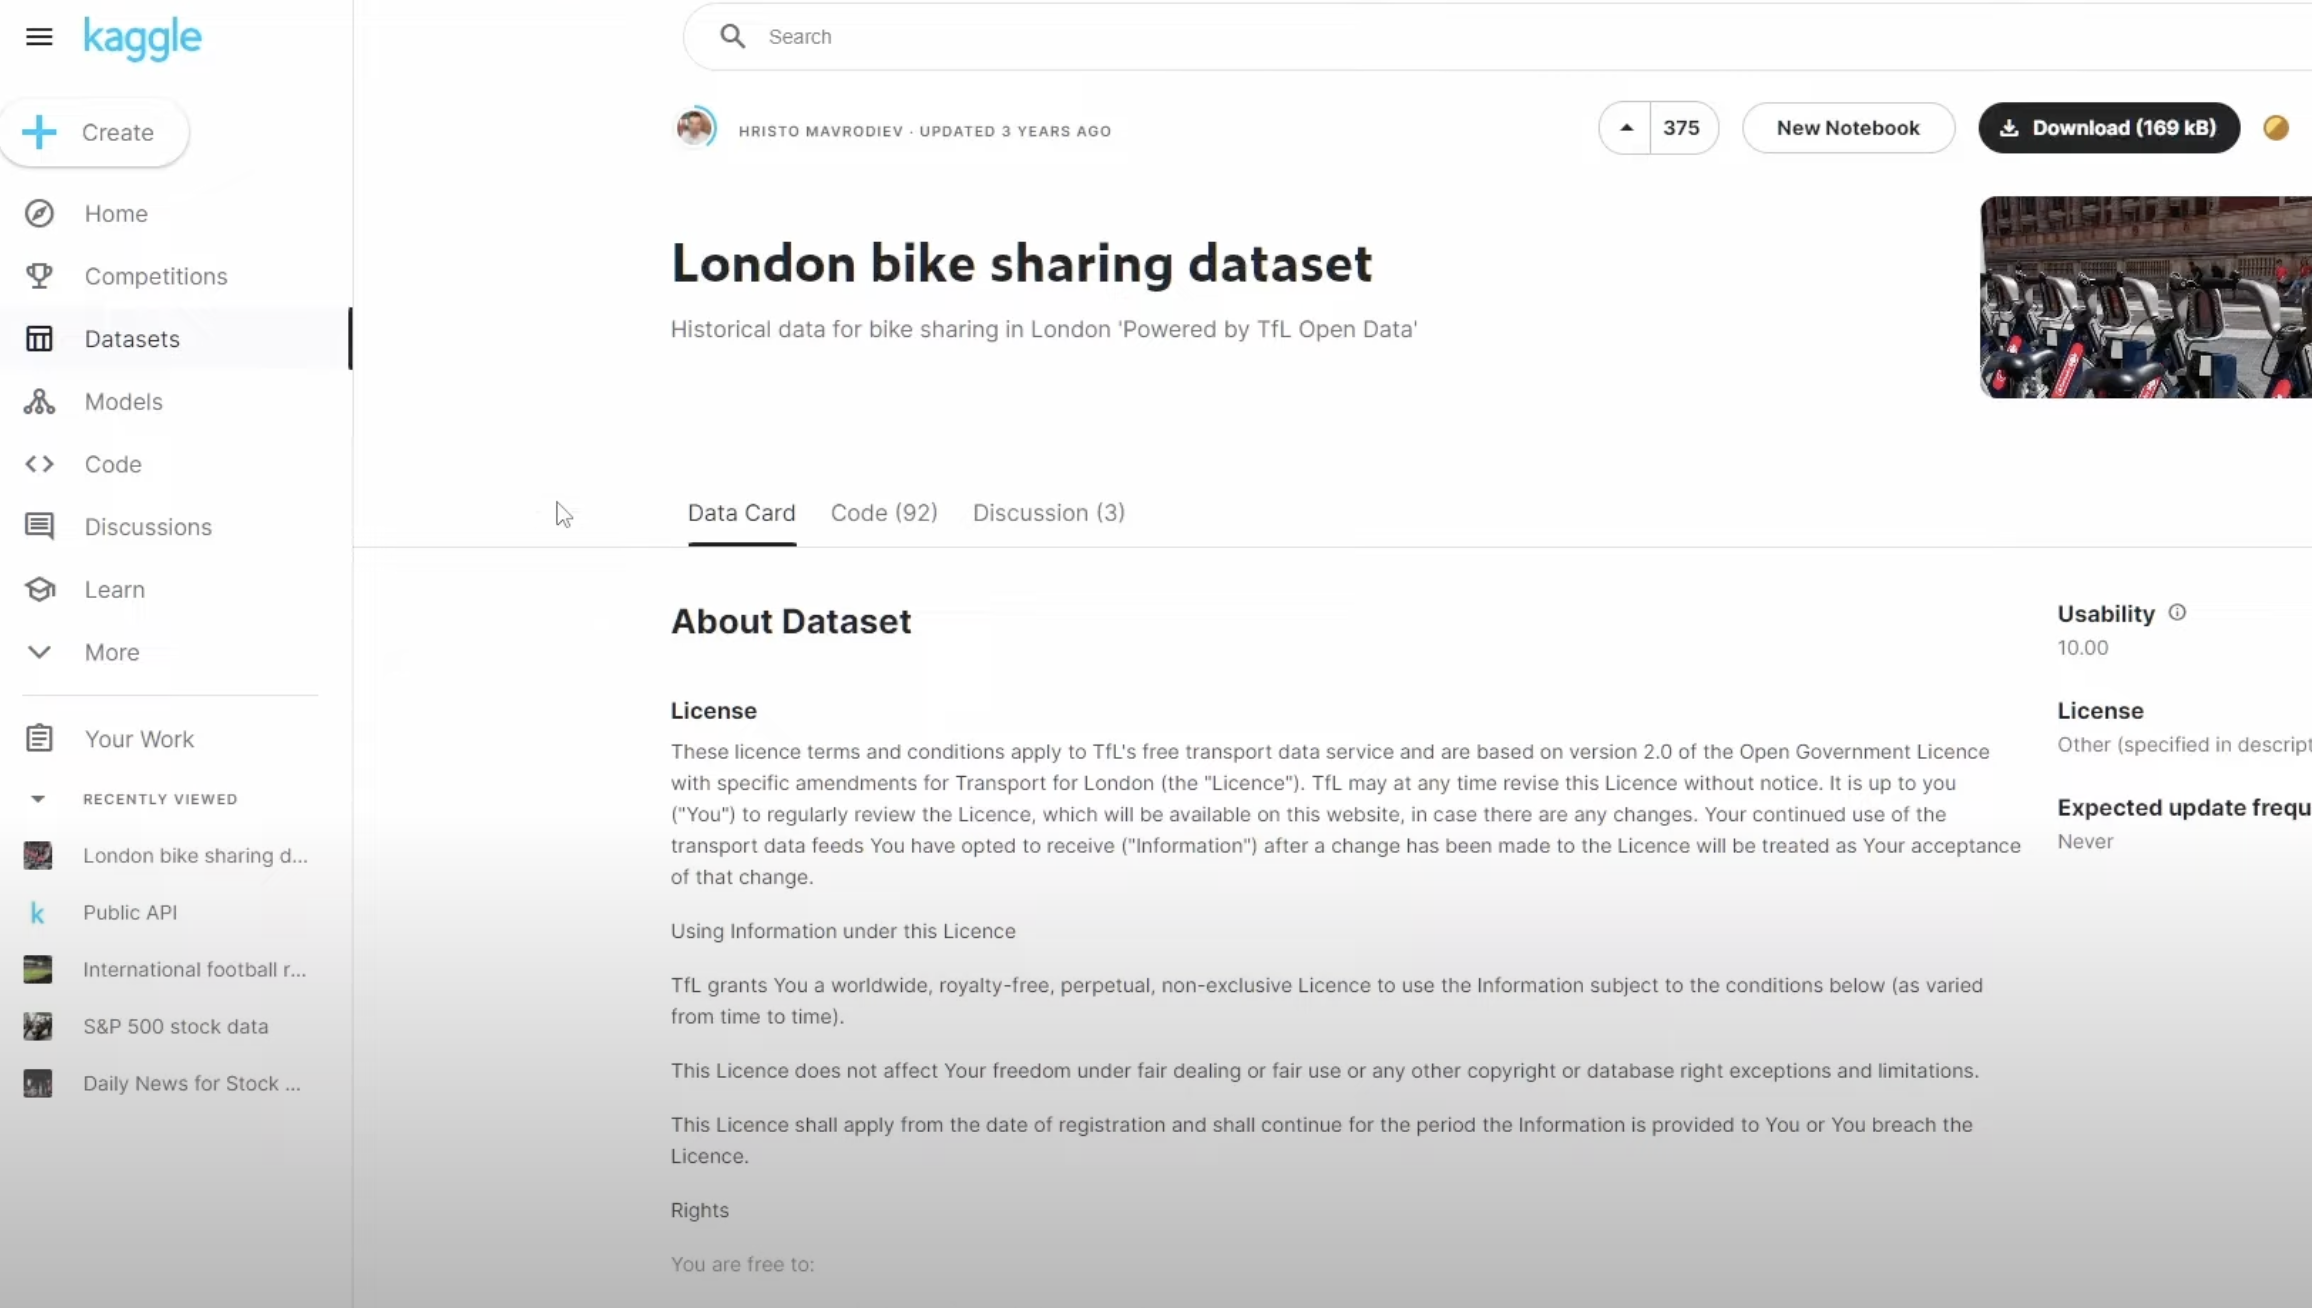 kaggle
Search
Create
Home
Competitions
Datasets
Models
Code
Discussions
Learn
More
Your Work
RECENTLY VIEWED
London bike sharing d...
Public API
International football r...
S&P 500 stock data
Daily News for Stock ...
HRISTO MAVRODIEV · UPDATED 3 YEARS AGO
375
New Notebook
Download (169 kB)
London bike sharing dataset
Historical data for bike sharing in London 'Powered by TfL Open Data'
Data Card
Code (92)
Discussion (3)
About Dataset
License
These licence terms and conditions apply to TfL's free transport data service and are based on version 2.0 of the Open Government Licence
with specific amendments for Transport for London (the "Licence"). TfL may at any time revise this Licence without notice. It is up to you
("You") to regularly review the Licence, which will be available on this website, in case there are any changes. Your continued use of the
transport data feeds You have opted to receive ("Information") after a change has been made to the Licence will be treated as Your acceptance
of that change.
Using Information under this Licence
TfL grants You a worldwide, royalty-free, perpetual, non-exclusive Licence to use the Information subject to the conditions below (as varied
from time to time).
This Licence does not affect Your freedom under fair dealing or fair use or any other copyright or database right exceptions and limitations.
This Licence shall apply from the date of registration and shall continue for the period the Information is provided to You or You breach the
Licence.
Rights
You are free to:
Usability
10.00
License
Other (specified in descript
Expected update frequ
Never